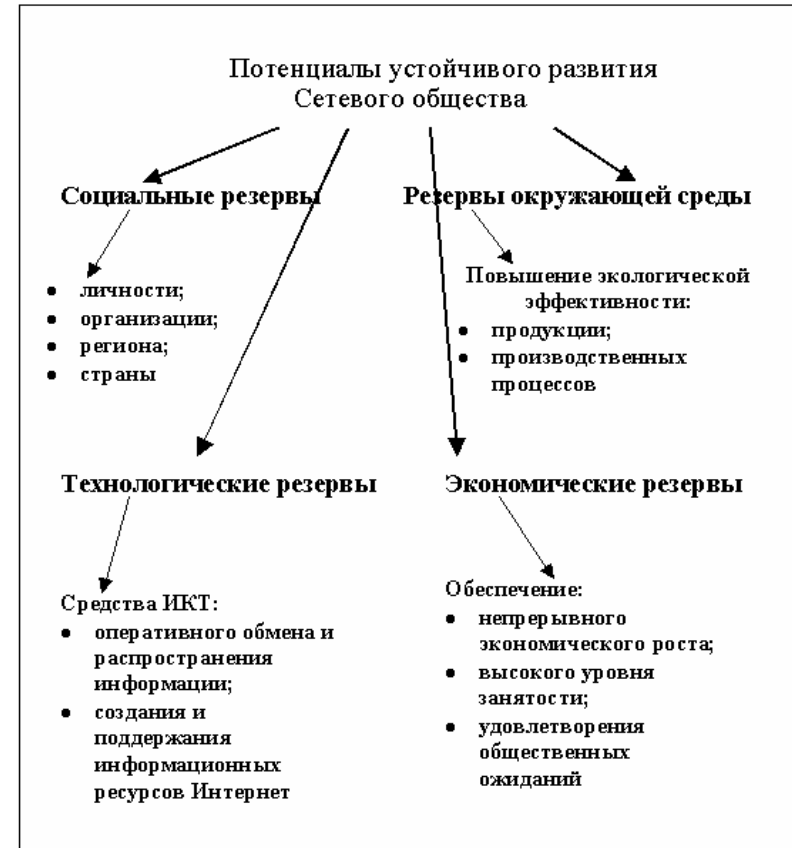 Потенциалы устойчивого развития
Сетевого общества
Социальные резервы
Резервы окружающей среды
● личности;
● организации;
● региона;
● страны
Повышение экологической
эффективности:
● продукции;
● производственных
процессов
Технологические резервы
Экономические резервы
Средства ИКТ:
● оперативного обмена и
распространения
информации;
● создания и
поддержания
информационных
ресурсов Интернет
Обеспечение:
● непрерывного
экономического роста;
● высокого уровня
занятости;
● удовлетворения
общественных
ожиданий